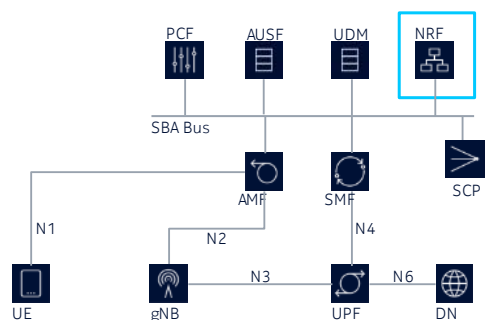 PCF
AUSF
UDM
NRF
SBA Bus
AMF
SMF
SCP
N1
N2
N4
N3
N6
UE
gNB
UPF
DN